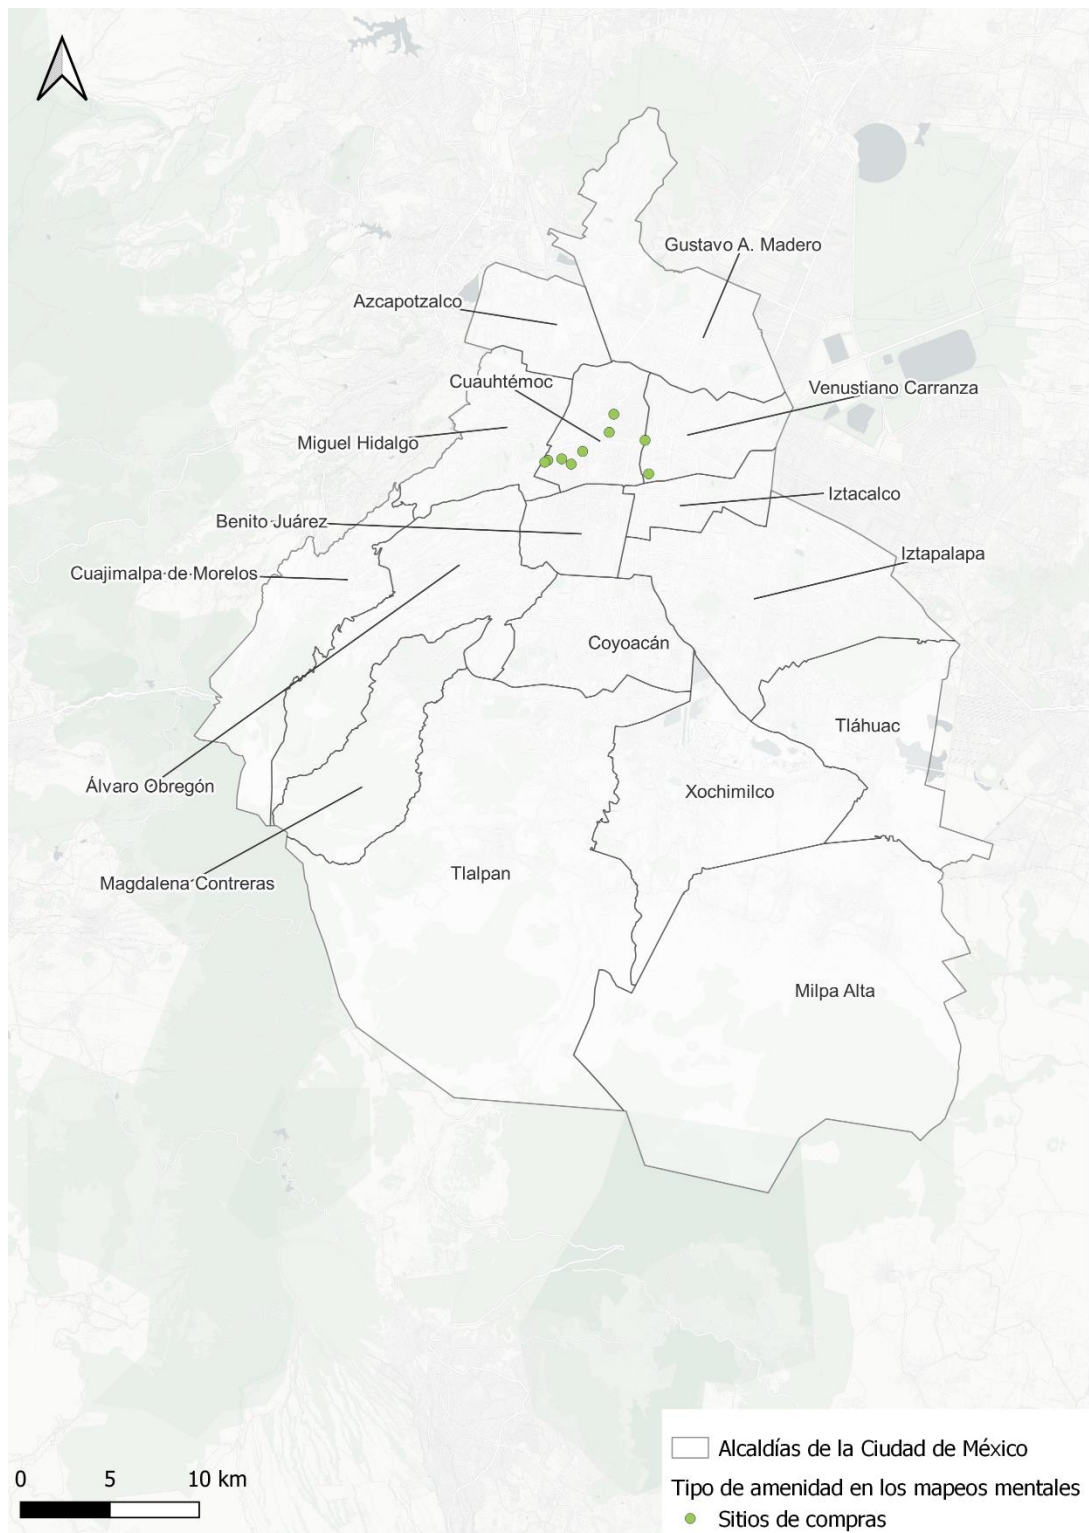 Gustavo A. Madero
Azcapotzalco
Cuauhtémoc
Venustiano Carranza
Miguel Hidalgo
Iztacalco
Benito Juárez
Iztapalapa
Cuajimalpa de Morelos
Coyoacán
Tláhuac
Álvaro Obregón
Xochimilco
Magdalena Contreras
Tlalpan
Milpa Alta
0 5 10 km
Alcaldías de la Ciudad de México
Tipo de amenidad en los mapeos mentales
Sitios de compras